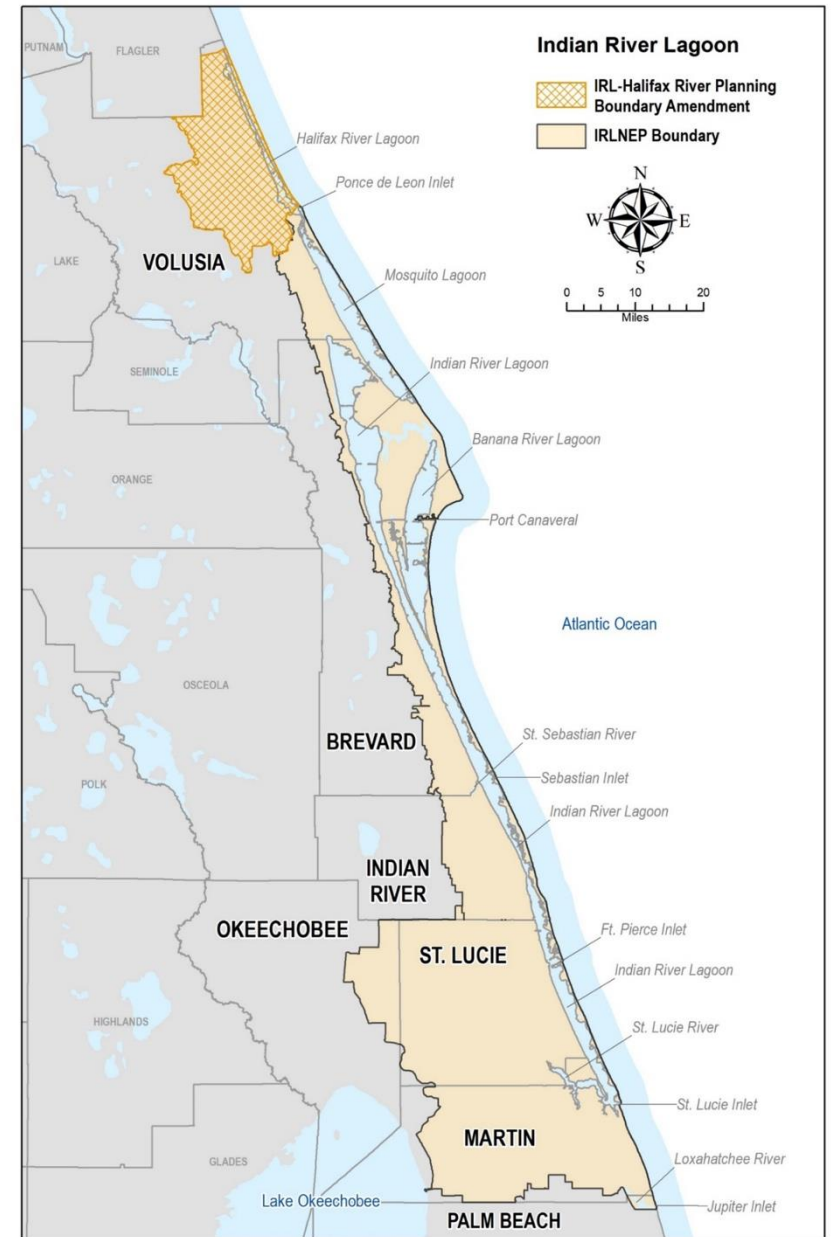 Indian River Lagoon
IRL-Halifax River Planning
Boundary Amendment
IRLNEP Boundary
N
W
E
S
0 5 10 20
Miles
PUTNAM
FLAGLER
Halifax River Lagoon
Ponce de Leon Inlet
LAKE
VOLUSIA
Mosquito Lagoon
SEMINOLE
Indian River Lagoon
Banana River Lagoon
ORANGE
Port Canaveral
Atlantic Ocean
OSCEOLA
BREVARD
St. Sebastian River
Sebastian Inlet
POLK
Indian River Lagoon
INDIAN
RIVER
OKEECHOBEE
ST. LUCIE
Ft. Pierce Inlet
Indian River Lagoon
HIGHLANDS
St. Lucie River
St. Lucie Inlet
MARTIN
GLADES
Loxahatchee River
Lake Okeechobee
Jupiter Inlet
PALM BEACH